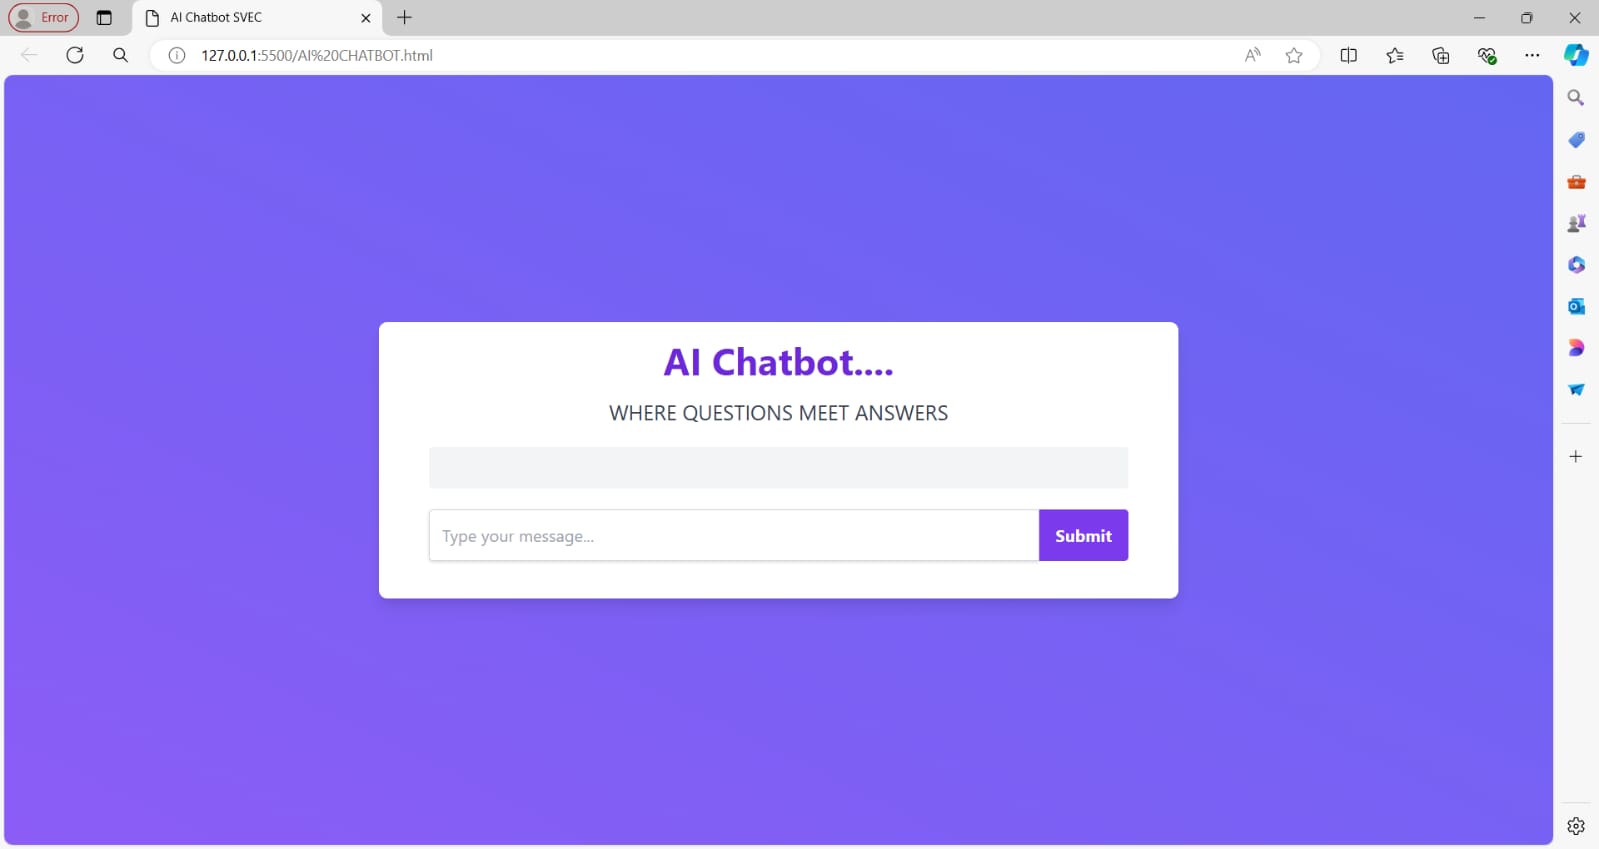 Error
AI Chatbot SVEC
127.0.0.1:5500/AI%20CHATBOT.html
AI Chatbot....
WHERE QUESTIONS MEET ANSWERS
Type your message...
Submit